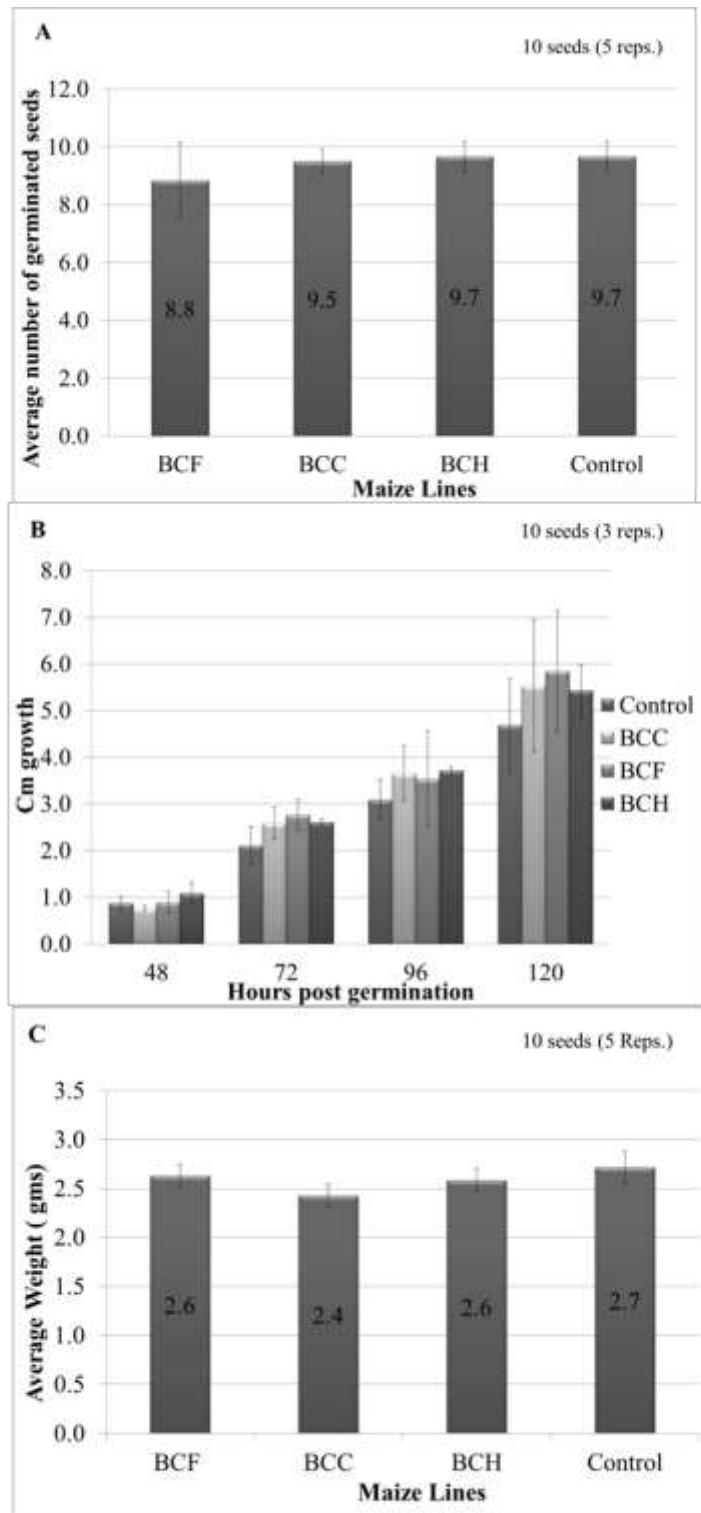 A
10 seeds (5 reps.)
Average number of germinated seeds
12.0
10.0
8.0
6.0
4.0
2.0
0.0
8.8
9.5
9.7
9.7
BCF
BCC
BCH
Control
Maize Lines
B
10 seeds (3 reps.)
Cm growth
8.0
7.0
6.0
5.0
4.0
3.0
2.0
1.0
0.0
Control
BCC
BCF
BCH
48
72
96
120
Hours post germination
C
10 seeds (5 Reps.)
Average Weight ( gms)
3.5
3.0
2.5
2.0
1.5
1.0
0.5
0.0
2.6
2.4
2.6
2.7
BCF
BCC
BCH
Control
Maize Lines